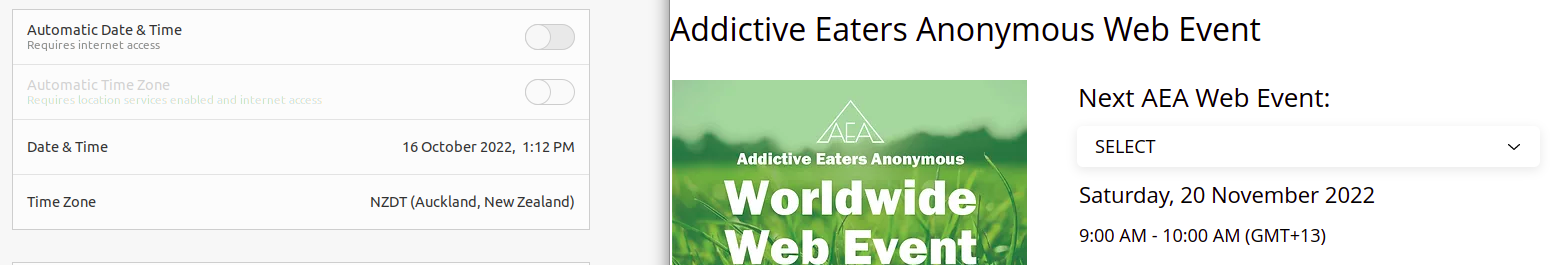 Automatic Date & Time
Requires internet access
Automatic Time Zone
Requires location services enabled and internet access
Date & Time
16 October 2022, 1:12 PM
Time Zone
NZDT (Auckland, New Zealand)
Addictive Eaters Anonymous Web Event
AEA
Addictive Eaters Anonymous
Worldwide
Web Event
Next AEA Web Event:
SELECT
Saturday, 20 November 2022
9:00 AM - 10:00 AM (GMT+13)